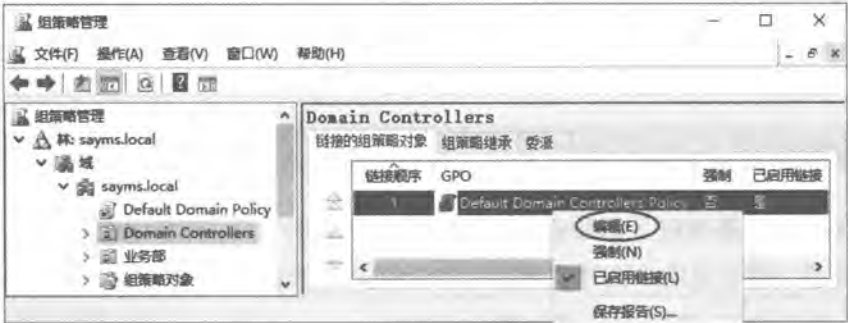 组策略管理
文件(F) 操作(A) 查看(V) 窗口(W) 帮助(H)
组策略管理
林: sayms.local
域
sayms.local
Default Domain Policy
Domain Controllers
业务部
组策略对象
Domain Controllers
链接的组策略对象 组策略继承 委派
链接顺序 GPO 强制 已启用链接
1 Default Domain Controllers Policy 否 是
编辑(E)
强制(N)
已启用链接(L)
保存报告(S)...